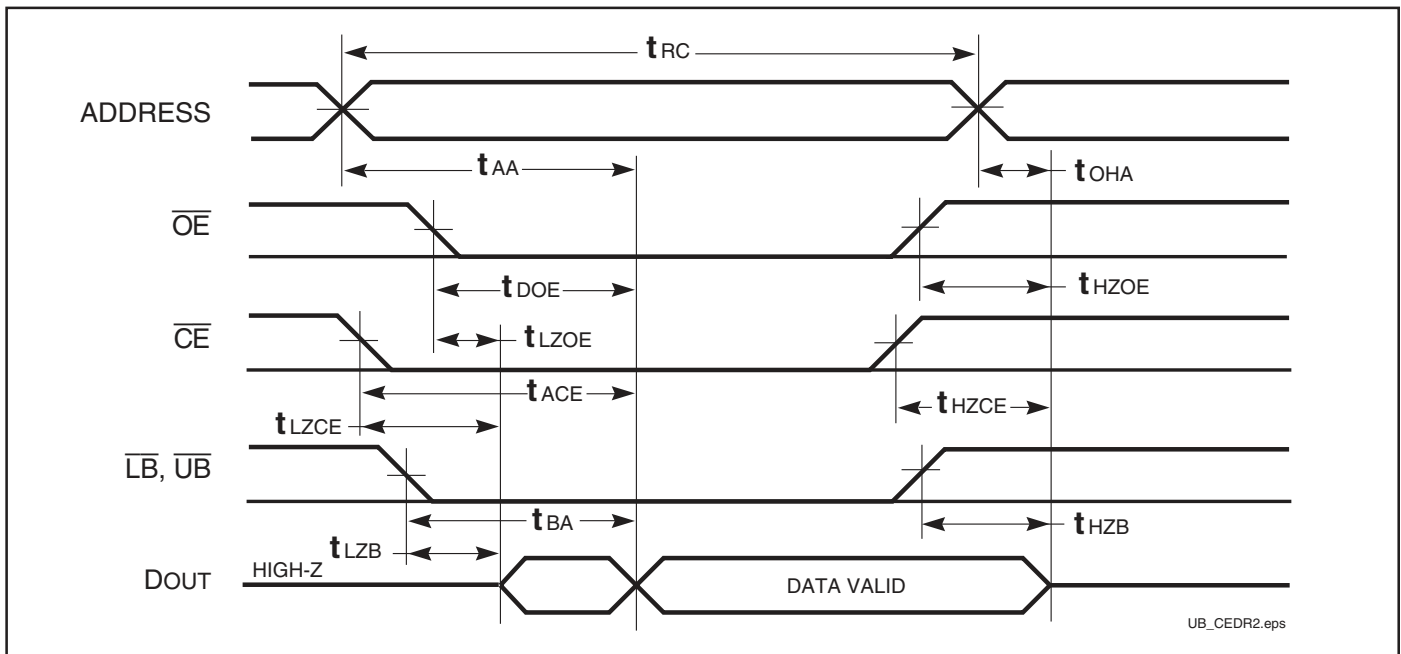 tRC
ADDRESS
tAA
tOHA
OE
tDOE
tHZOE
CE
tLZOE
tACE
tHZCE
tLZCE
LB, UB
tBA
tHZB
tLZB
DOUT
HIGH-Z
DATA VALID
UB_CEDR2.eps